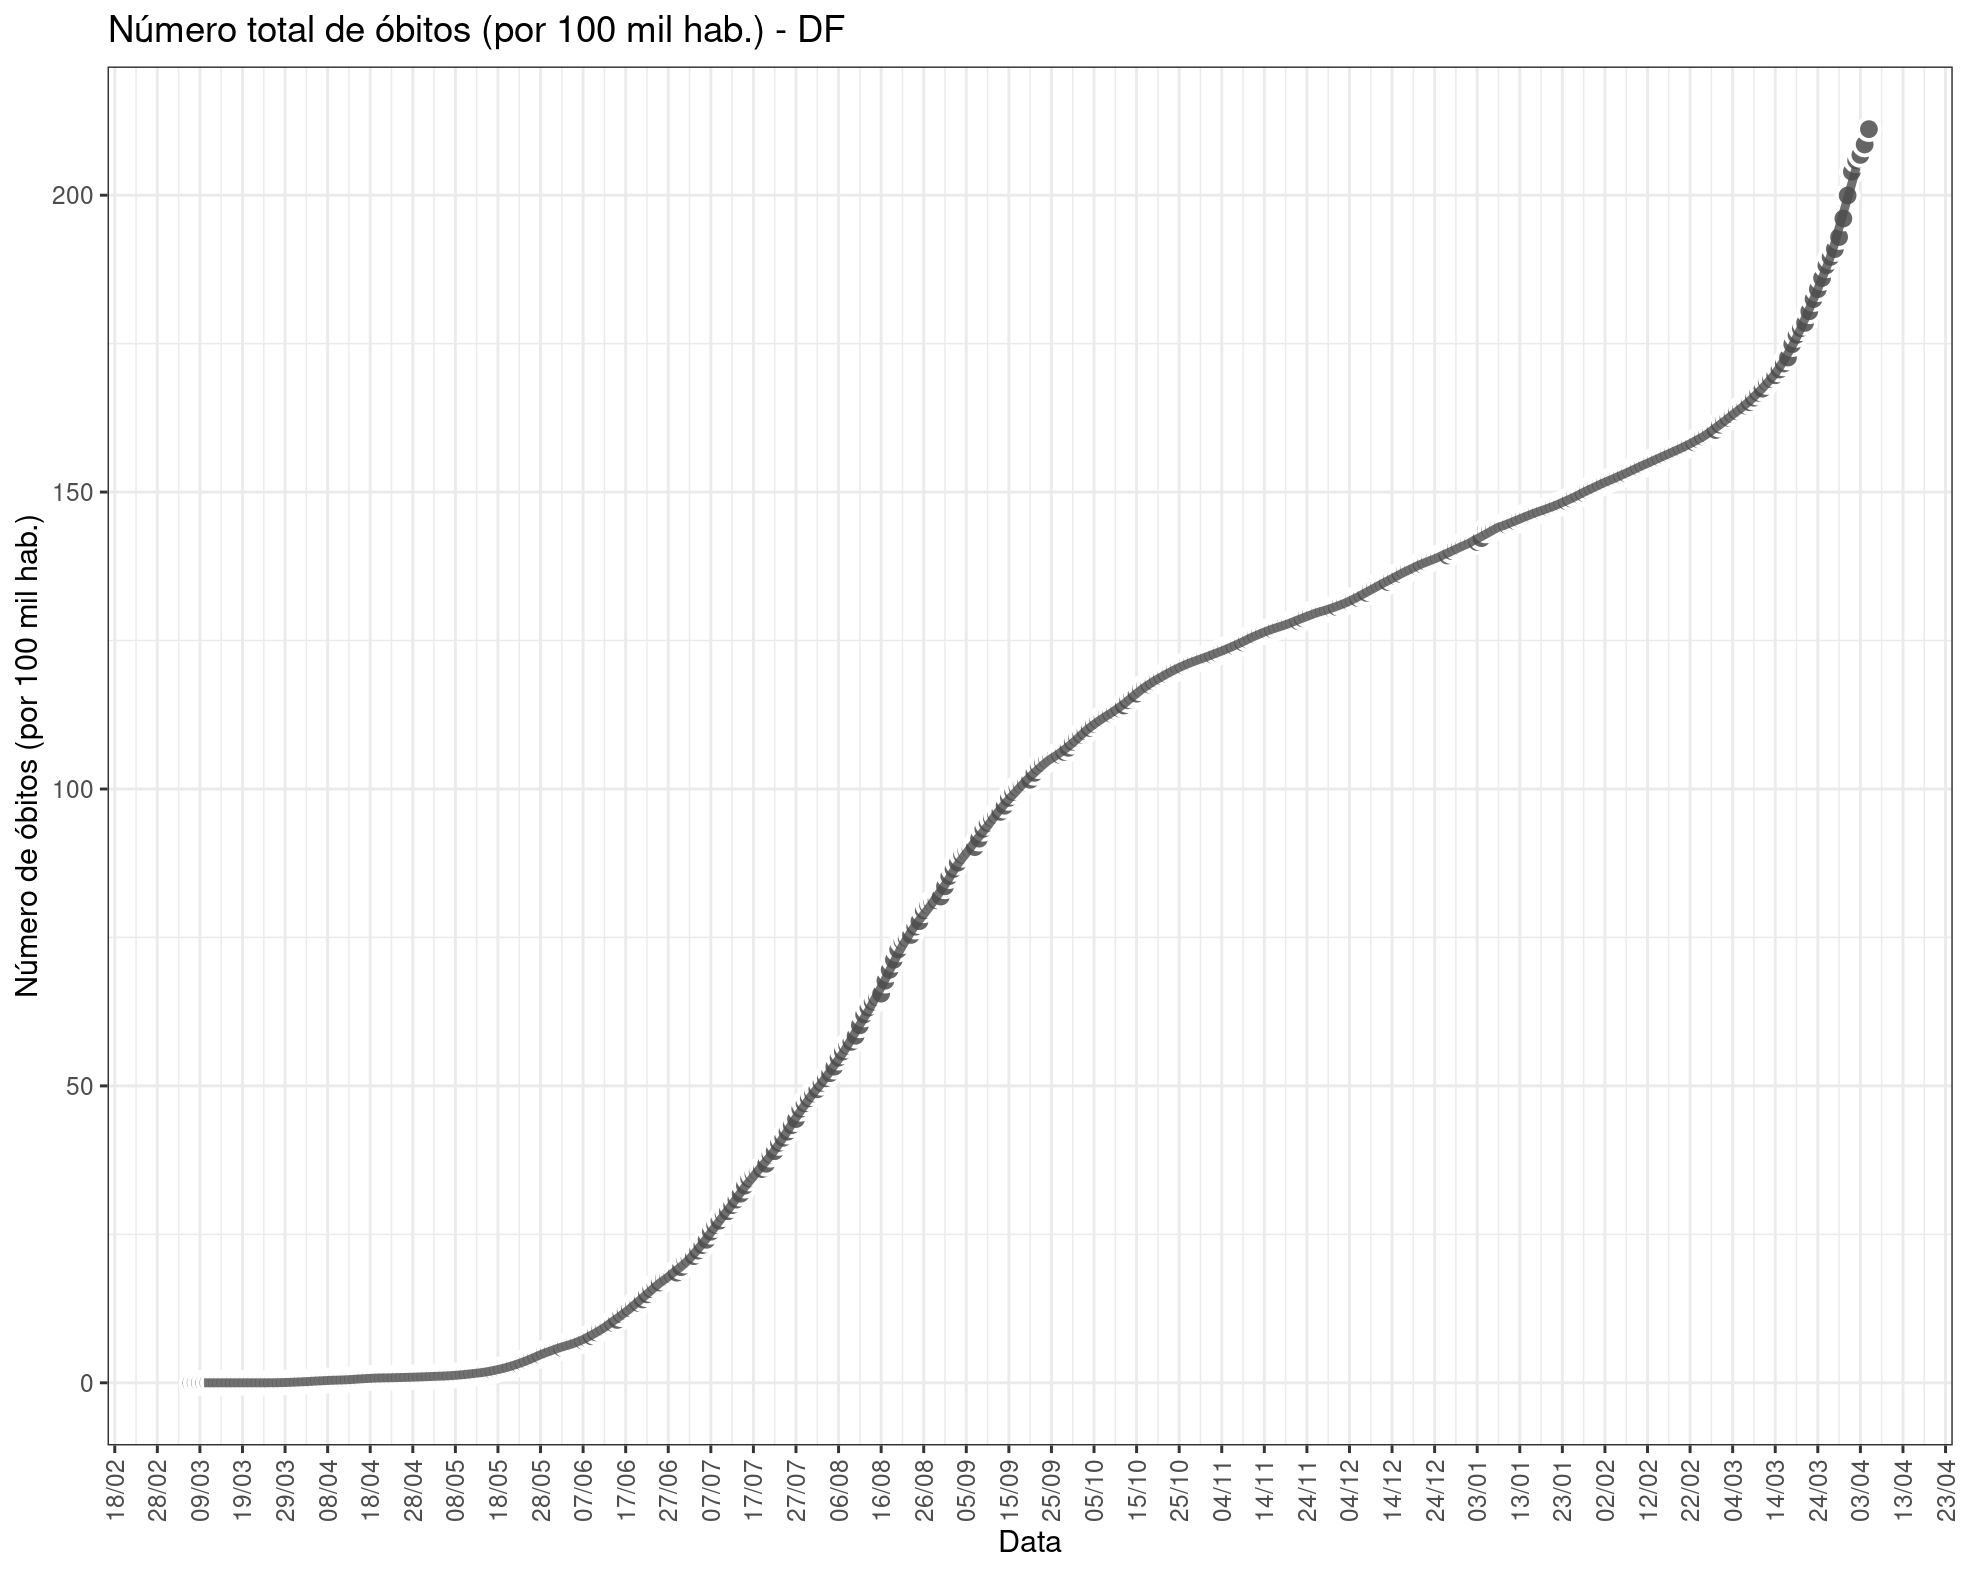 Número total de óbitos (por 100 mil hab.) - DF
Número de óbitos (por 100 mil hab.)
200
150
100
50
0
18/02 28/02 09/03 19/03 29/03 08/04 18/04 28/04 08/05 18/05 28/05 07/06 17/06 27/06 07/07 17/07 27/07 06/08 16/08 26/08 05/09 15/09 25/09 05/10 15/10 25/10 04/11 14/11 24/11 04/12 14/12 24/12 03/01 13/01 23/01 02/02 12/02 22/02 04/03 14/03 24/03 03/04 13/04 23/04
Data